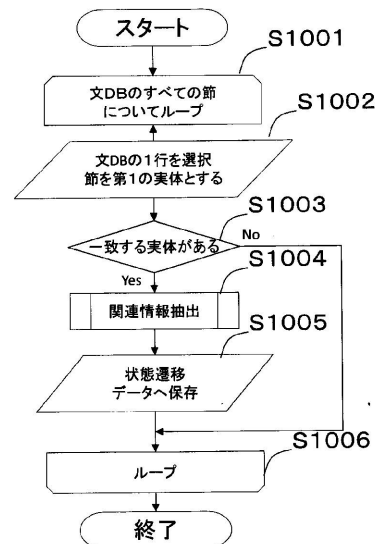 スタート
S1001
文DBのすべての節
についてループ
S1002
文DBの1行を選択
節を第1の実体とする
S1003
一致する実体がある
No
Yes
S1004
関連情報抽出
S1005
状態遷移
データへ保存
S1006
ループ
終了